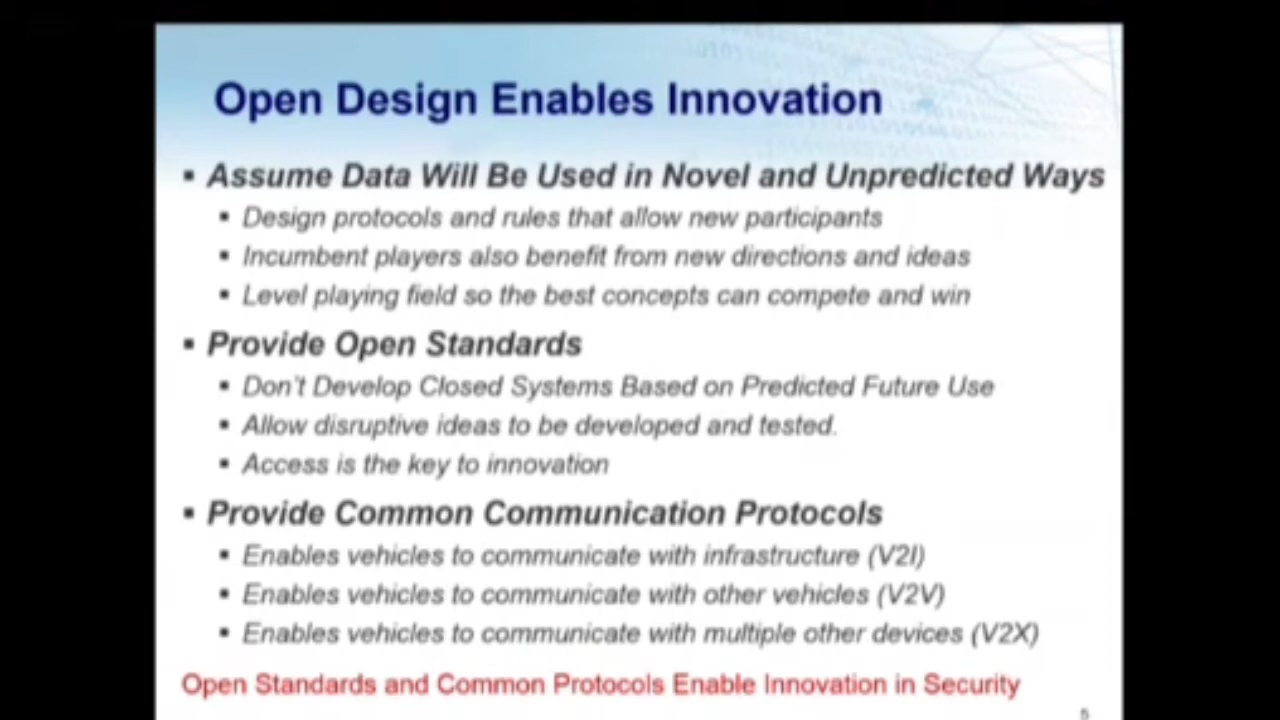 Open Design Enables Innovation
▪ Assume Data Will Be Used in Novel and Unpredicted Ways
▪ Design protocols and rules that allow new participants
▪ Incumbent players also benefit from new directions and ideas
▪ Level playing field so the best concepts can compete and win
▪ Provide Open Standards
▪ Don't Develop Closed Systems Based on Predicted Future Use
▪ Allow disruptive ideas to be developed and tested.
▪ Access is the key to innovation
▪ Provide Common Communication Protocols
▪ Enables vehicles to communicate with infrastructure (V2I)
▪ Enables vehicles to communicate with other vehicles (V2V)
▪ Enables vehicles to communicate with multiple other devices (V2X)
Open Standards and Common Protocols Enable Innovation in Security
5